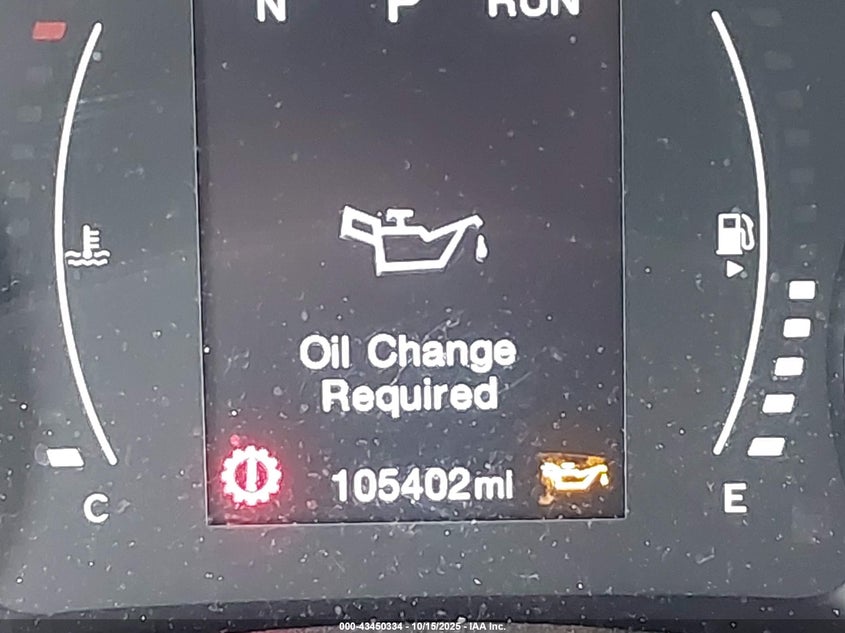 N P RUN
Oil Change
Required
105402mi
C
E
000-43450334 - 10/15/2025 - IAA Inc.